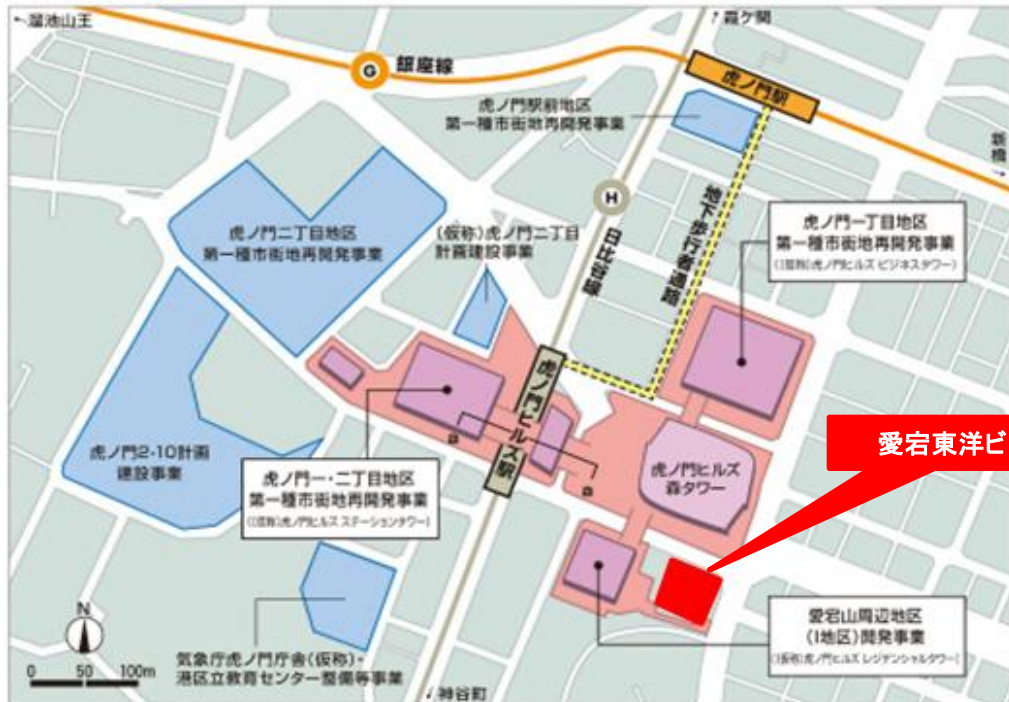 溜池山王
霞ケ関
G
銀座線
虎ノ門駅
虎ノ門駅前地区
第一種市街地再開発事業
新橋
H
日比谷線
地下歩行者通路
虎ノ門一丁目地区
第一種市街地再開発事業
((仮称)虎ノ門ヒルズ ビジネスタワー)
虎ノ門二丁目地区
第一種市街地再開発事業
(仮称)虎ノ門二丁目
計画建設事業
虎ノ門ヒルズ駅
a
a
愛宕東洋ビ
虎ノ門ヒルズ
森タワー
虎ノ門2-10計画
建設事業
虎ノ門一・二丁目地区
第一種市街地再開発事業
((仮称)虎ノ門ヒルズ ステーションタワー)
愛宕山周辺地区
(I地区)開発事業
((仮称)虎ノ門ヒルズ レジデンシャルタワー)
N
0 50 100m
気象庁虎ノ門庁舎(仮称)・
港区立教育センター整備等事業
神谷町